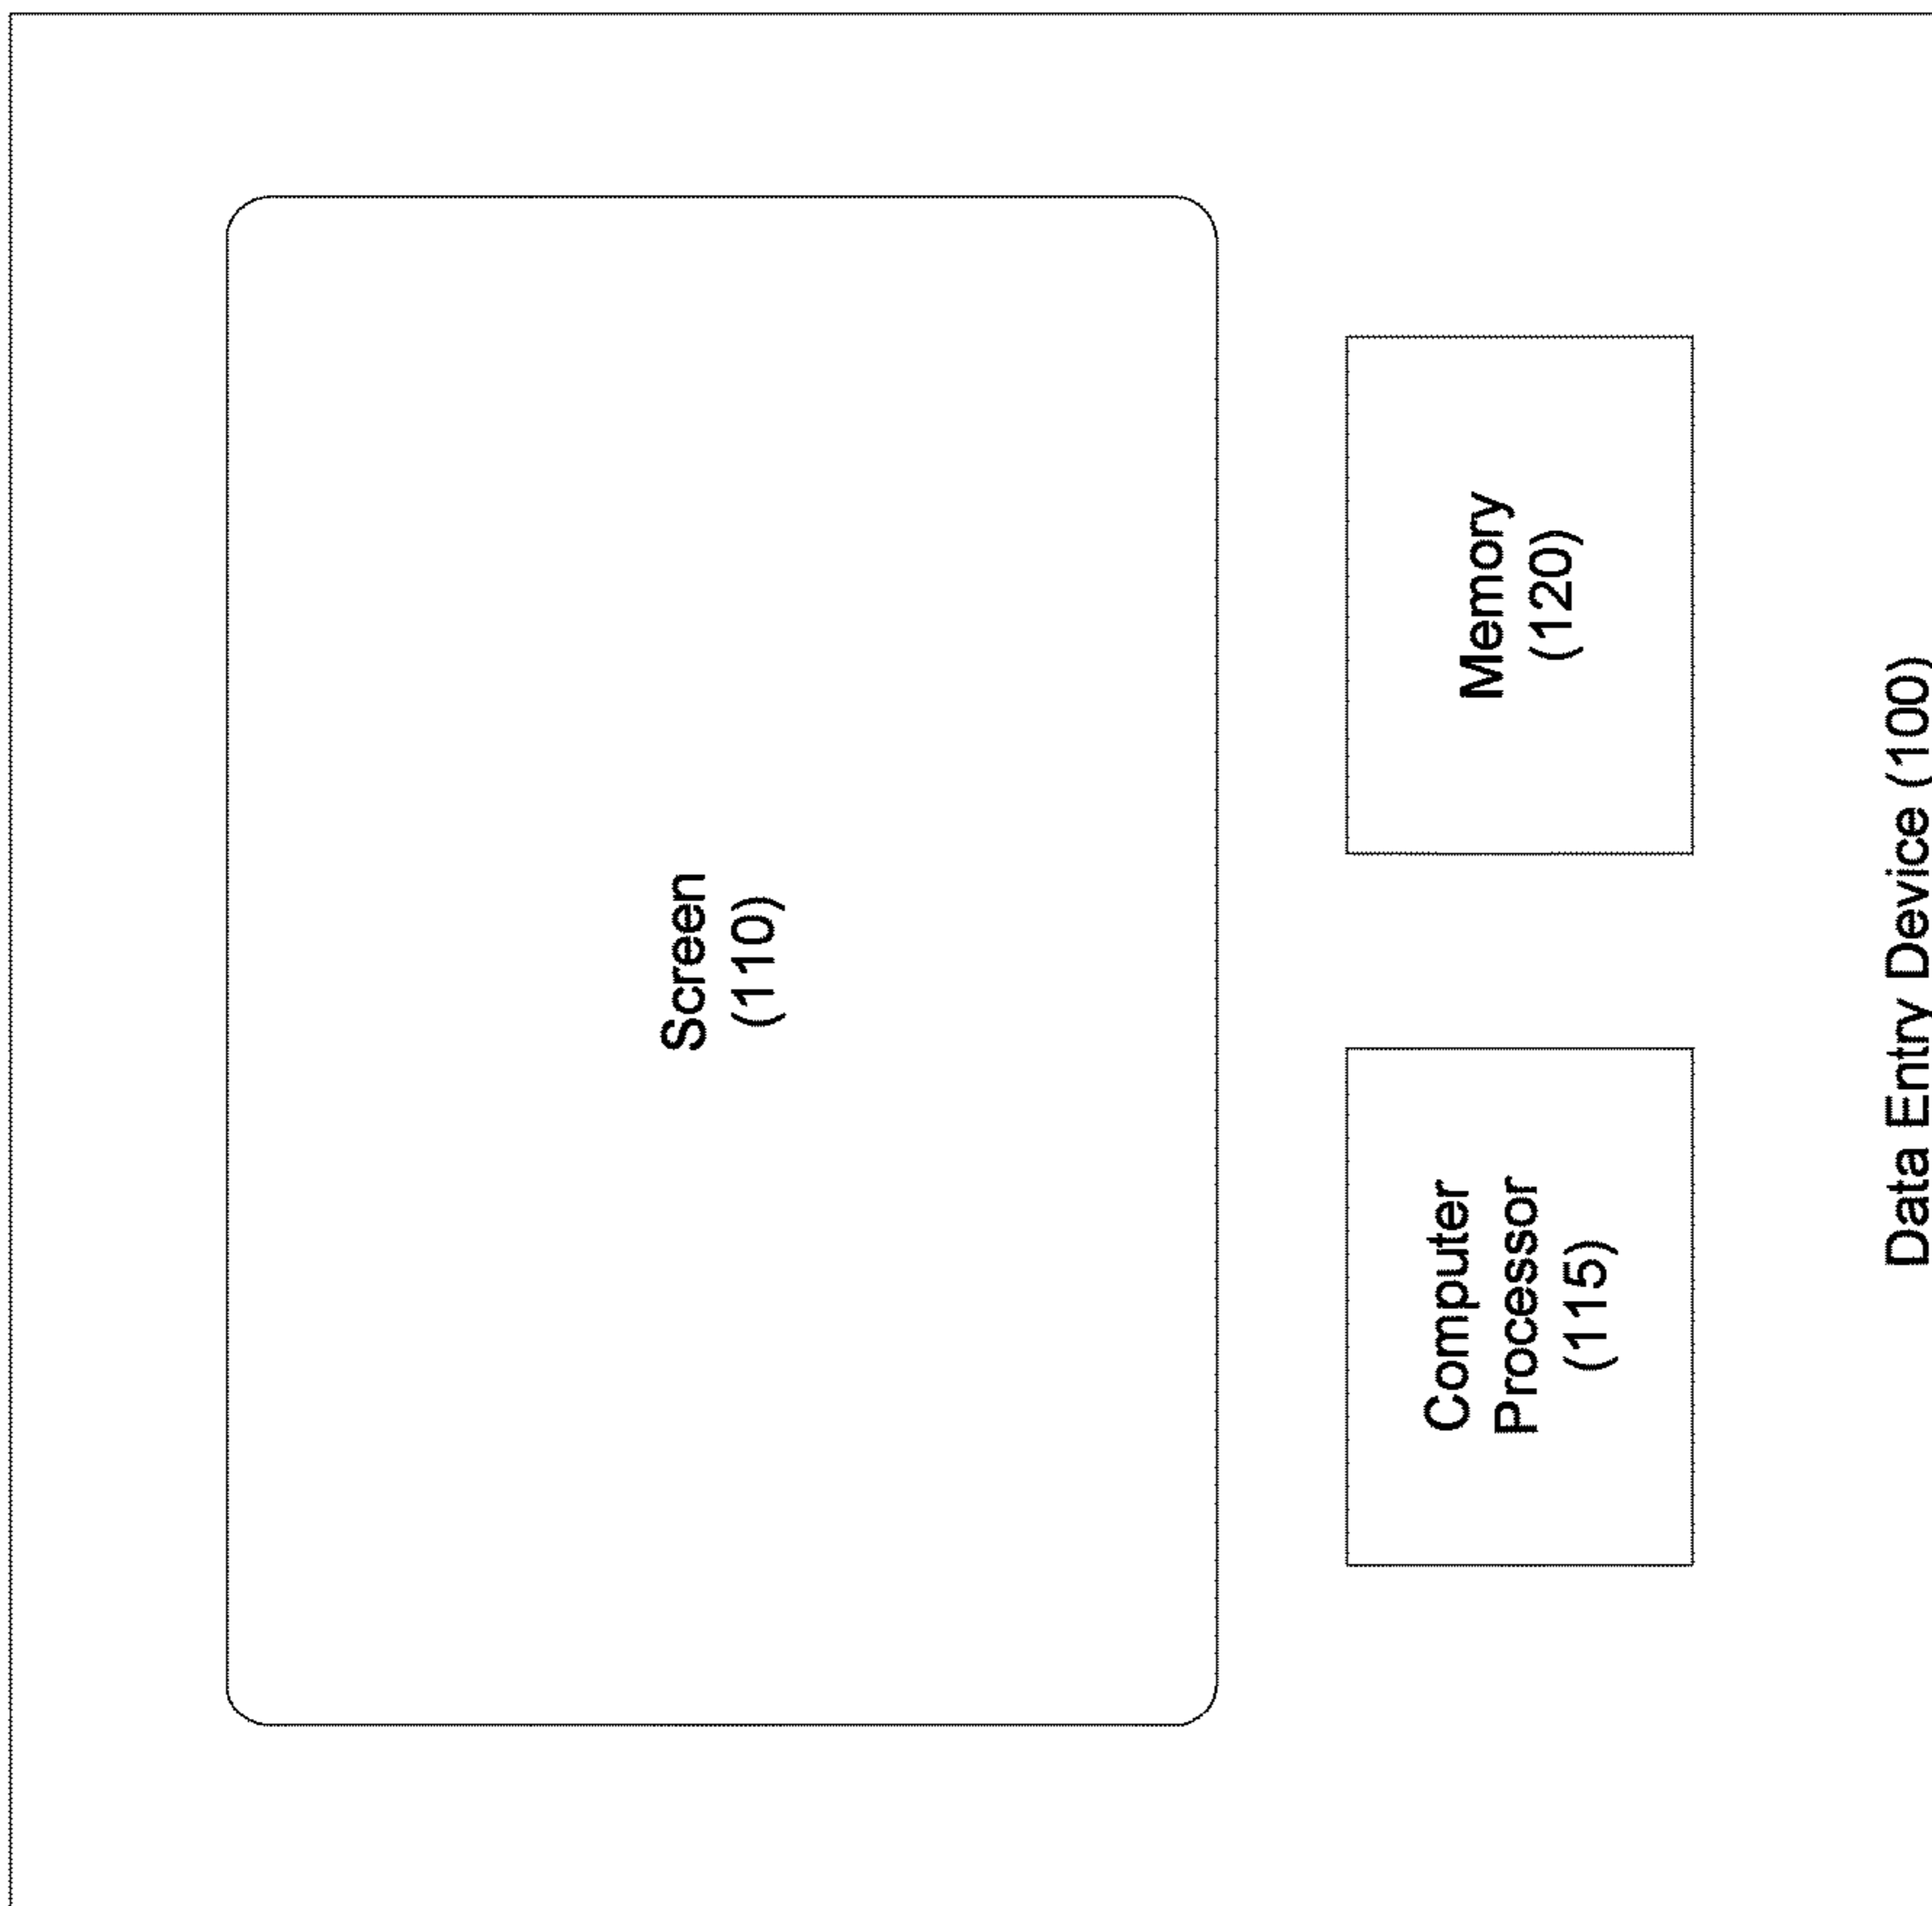 Screen
(110)
Computer
Processor
(115)
Memory
(120)
Data Entry Device (100)